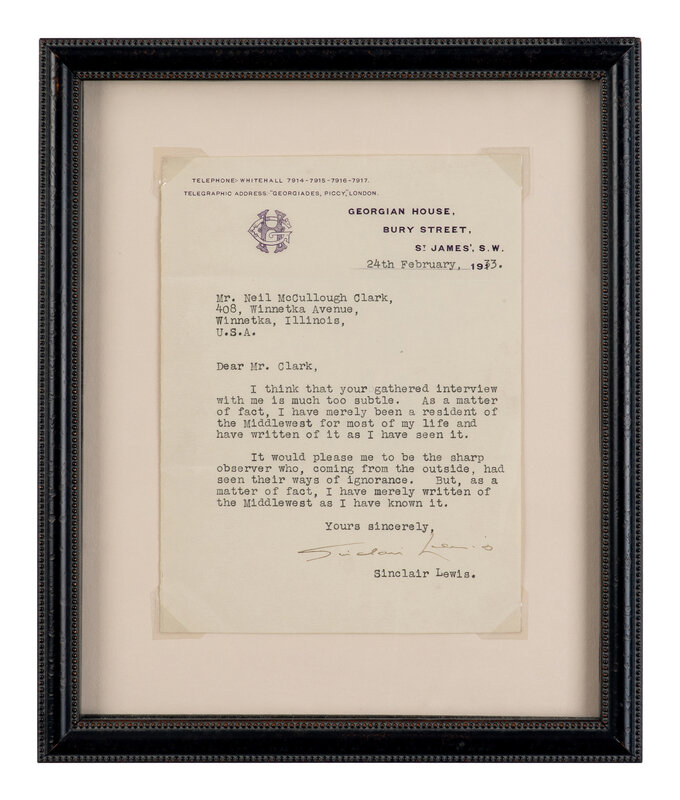 TELEPHONE: WHITEHALL 7914-7915-7916-7917.
TELEGRAPHIC ADDRESS: "GEORGIADES, PICCY," LONDON.
GEORGIAN HOUSE,
BURY STREET,
ST JAMES', S.W.
24th February, 1933.
Mr. Neil McCullough Clark,
408, Winnetka Avenue,
Winnetka, Illinois,
U.S.A.
Dear Mr. Clark,
I think that your gathered interview
with me is much too subtle. As a matter
of fact, I have merely been a resident of
the Middlewest for most of my life and
have written of it as I have seen it.
It would please me to be the sharp
observer who, coming from the outside, had
seen their ways of ignorance. But, as a
matter of fact, I have merely written of
the Middlewest as I have known it.
Yours sincerely,
Sinclair Lewis
Sinclair Lewis.